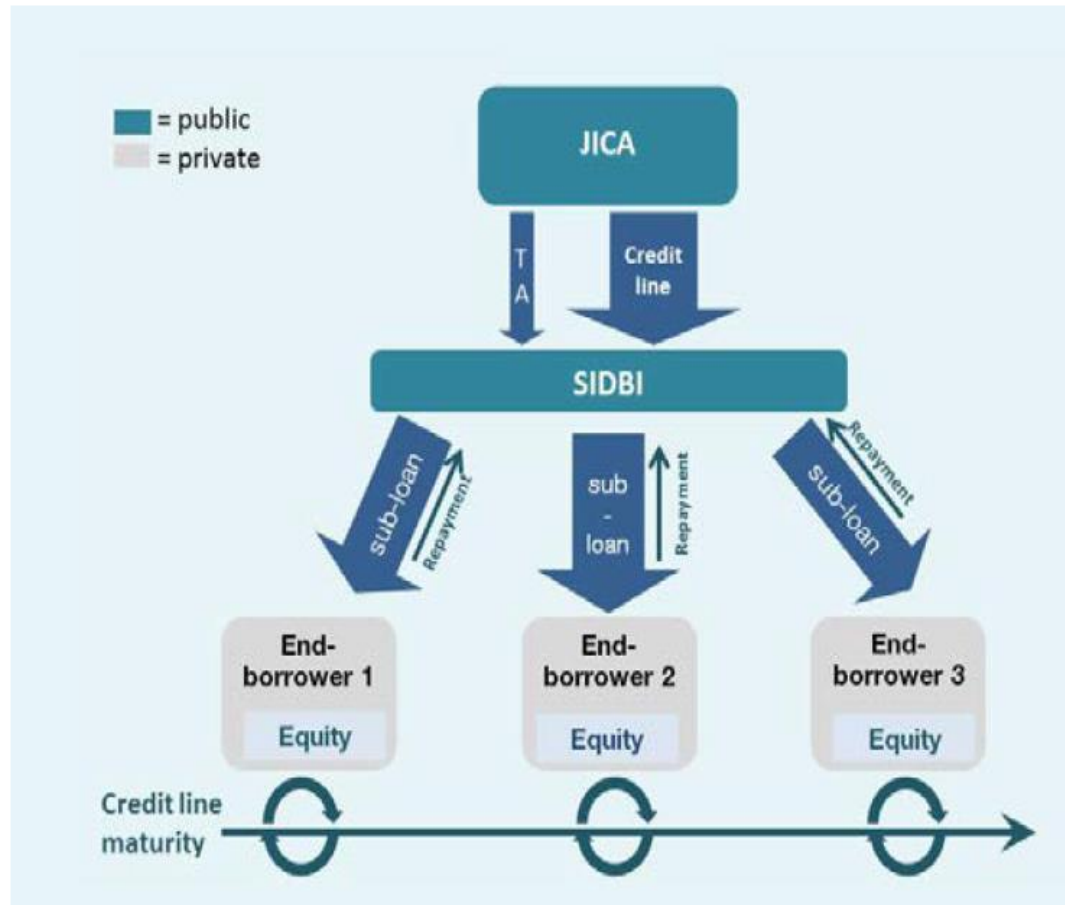 = public
= private
JICA
T
A
Credit
line
SIDBI
sub-loan
Repayment
sub
-
loan
Repayment
sub-loan
Repayment
End-
borrower 1
Equity
End-
borrower 2
Equity
End-
borrower 3
Equity
Credit line
maturity